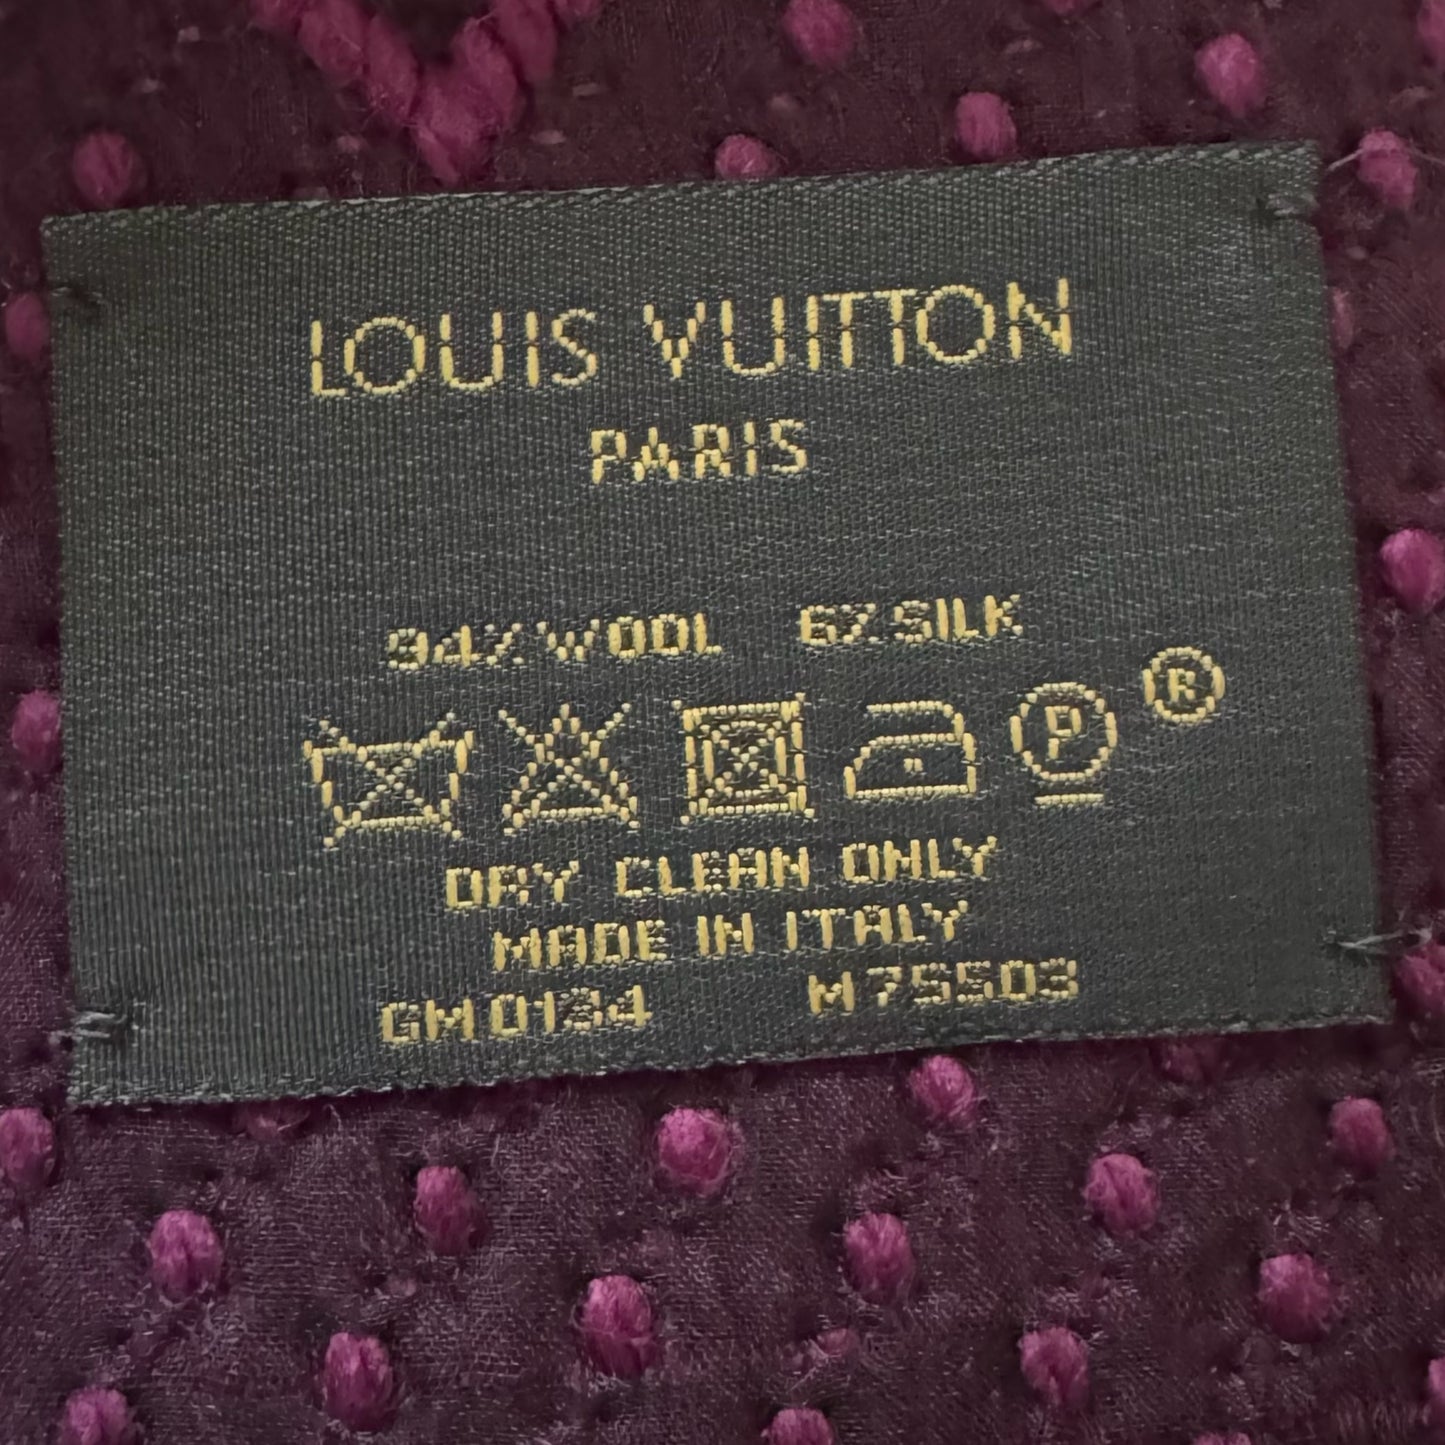 LOUIS VUITTON
PARIS
94% WOOL 6% SILK
P ®
DRY CLEAN ONLY
MADE IN ITALY
GM0134 M75503